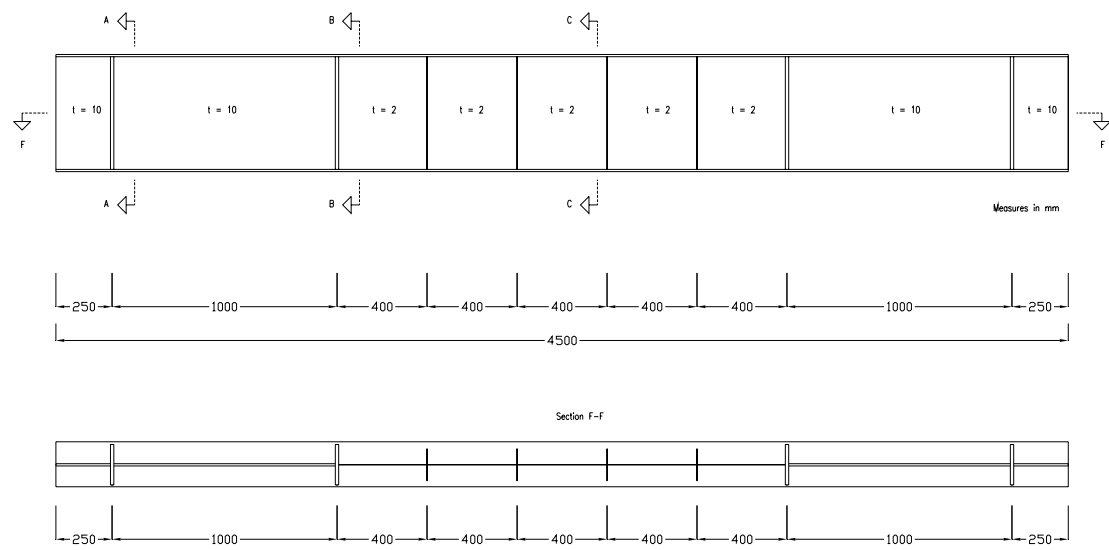 A B C
t = 10 t = 10 t = 2 t = 2 t = 2 t = 2 t = 2 t = 10 t = 10
F F
A B C
Measures in mm
250 1000 400 400 400 400 400 1000 250
4500
Section F-F
250 1000 400 400 400 400 400 1000 250